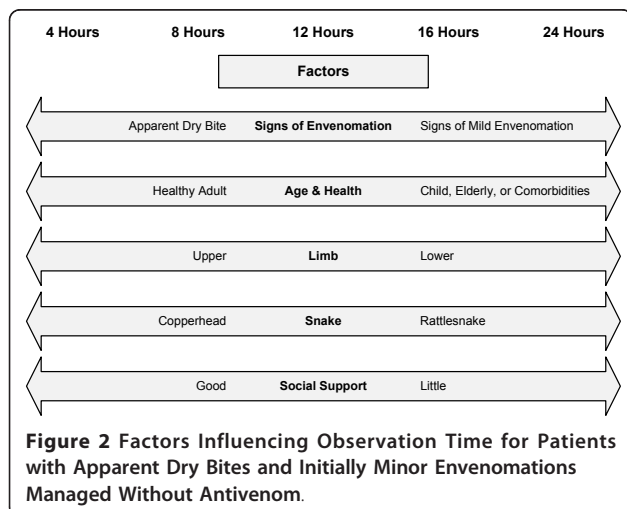 4 Hours 8 Hours 12 Hours 16 Hours 24 Hours
Factors
Apparent Dry Bite Signs of Envenomation Signs of Mild Envenomation
Healthy Adult Age & Health Child, Elderly, or Comorbidities
Upper Limb Lower
Copperhead Snake Rattlesnake
Good Social Support Little
Figure 2 Factors Influencing Observation Time for Patients
with Apparent Dry Bites and Initially Minor Envenomations
Managed Without Antivenom.